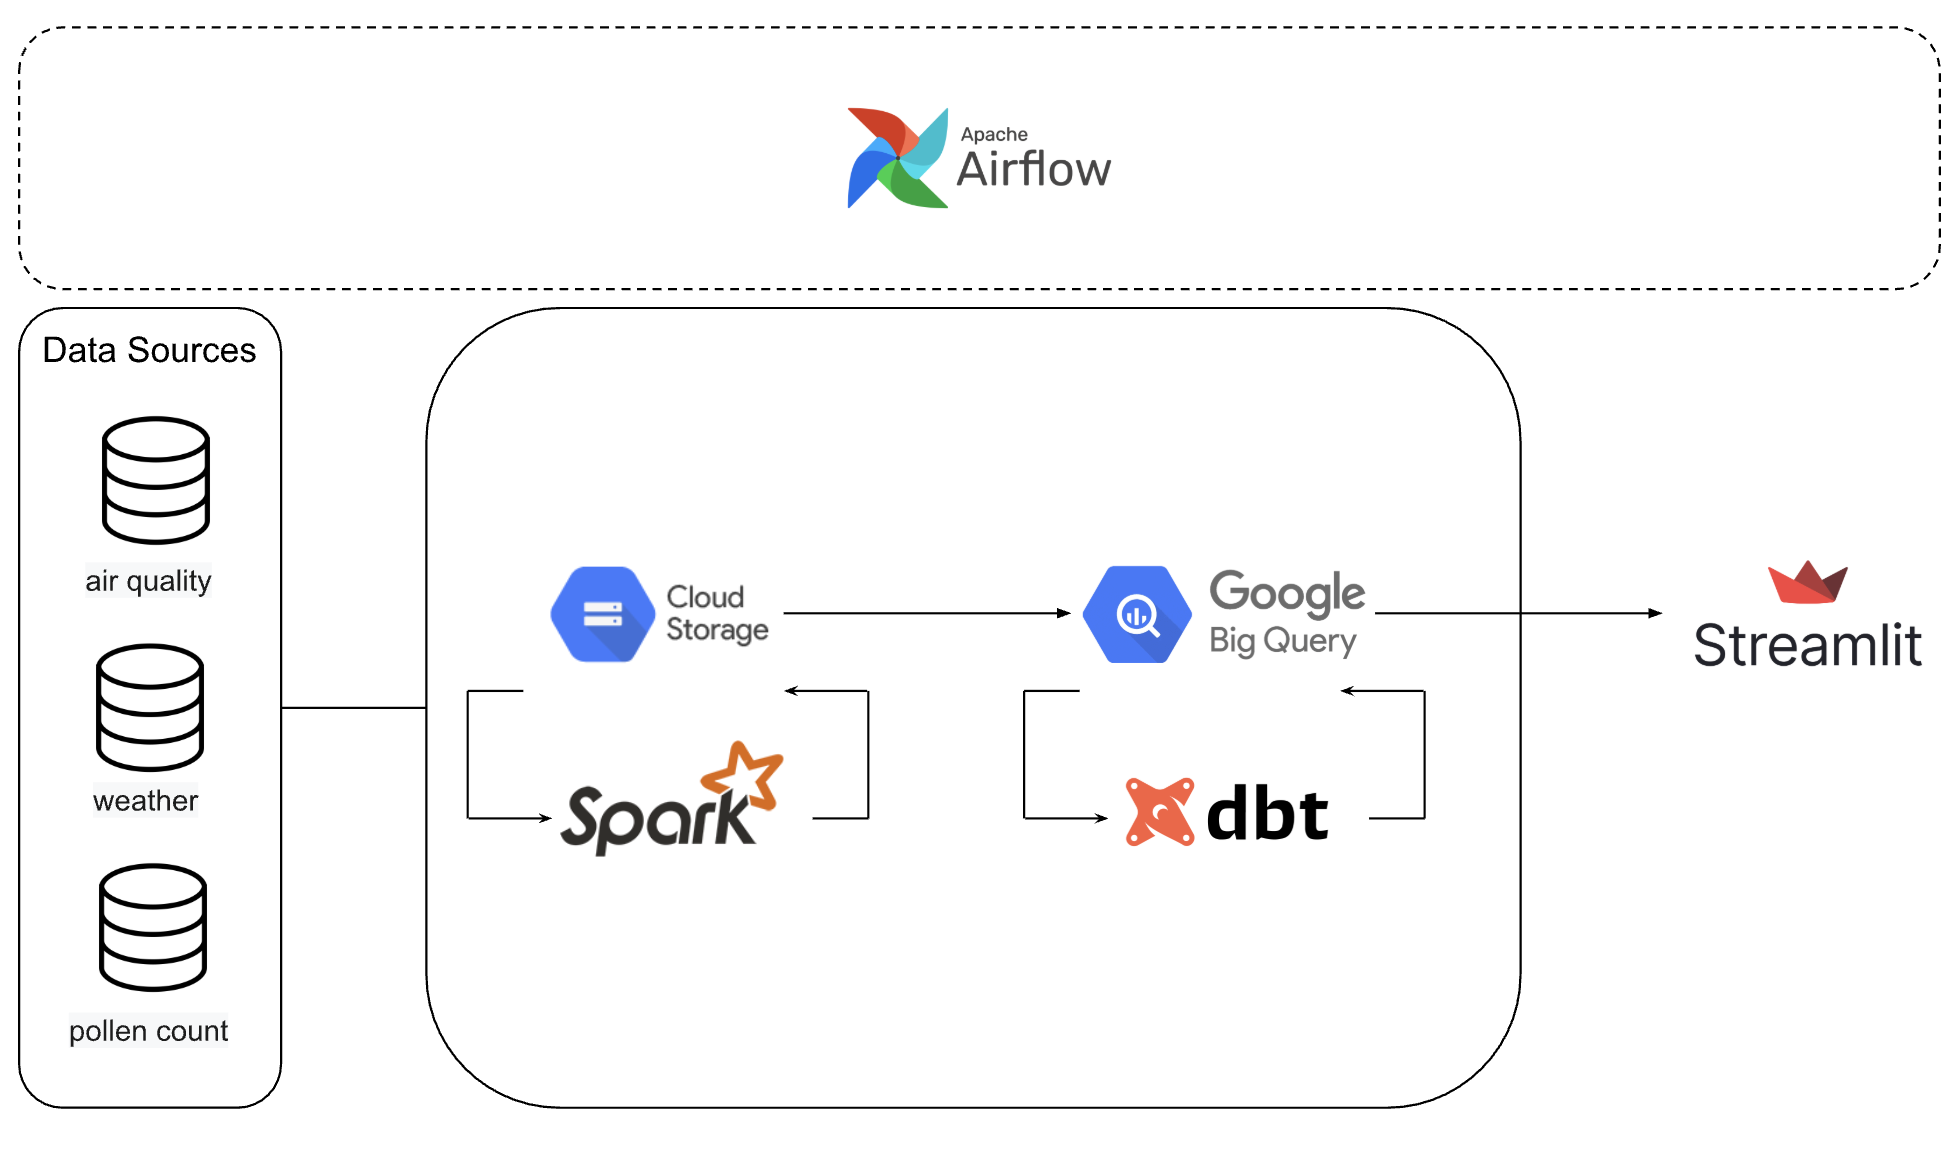 Apache
Airflow
Data Sources
air quality
weather
pollen count
Cloud
Storage
Google
Big Query
Spark
dbt
Streamlit